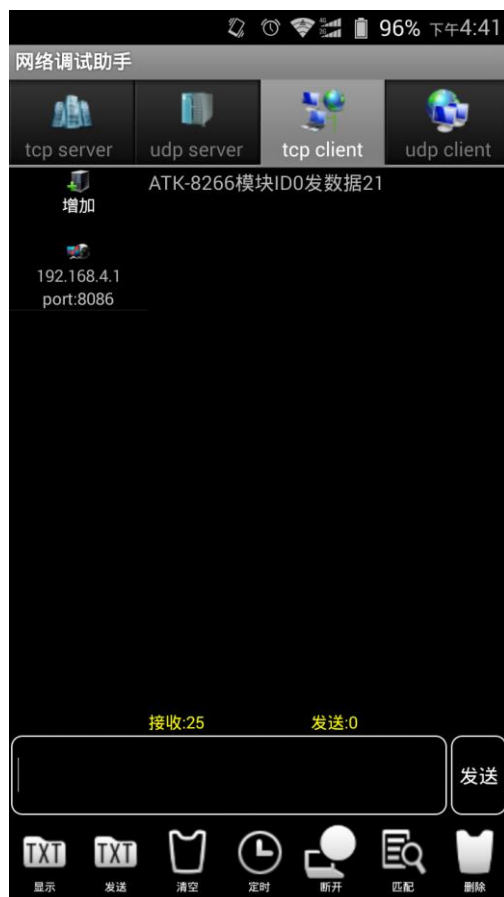 96% 下午4:41
网络调试助手
tcp server udp server tcp client udp client
增加
ATK-8266模块ID0发数据21
192.168.4.1
port:8086
接收:25 发送:0
发送
TXT TXT
显示 发送 清空 定时 断开 匹配 删除